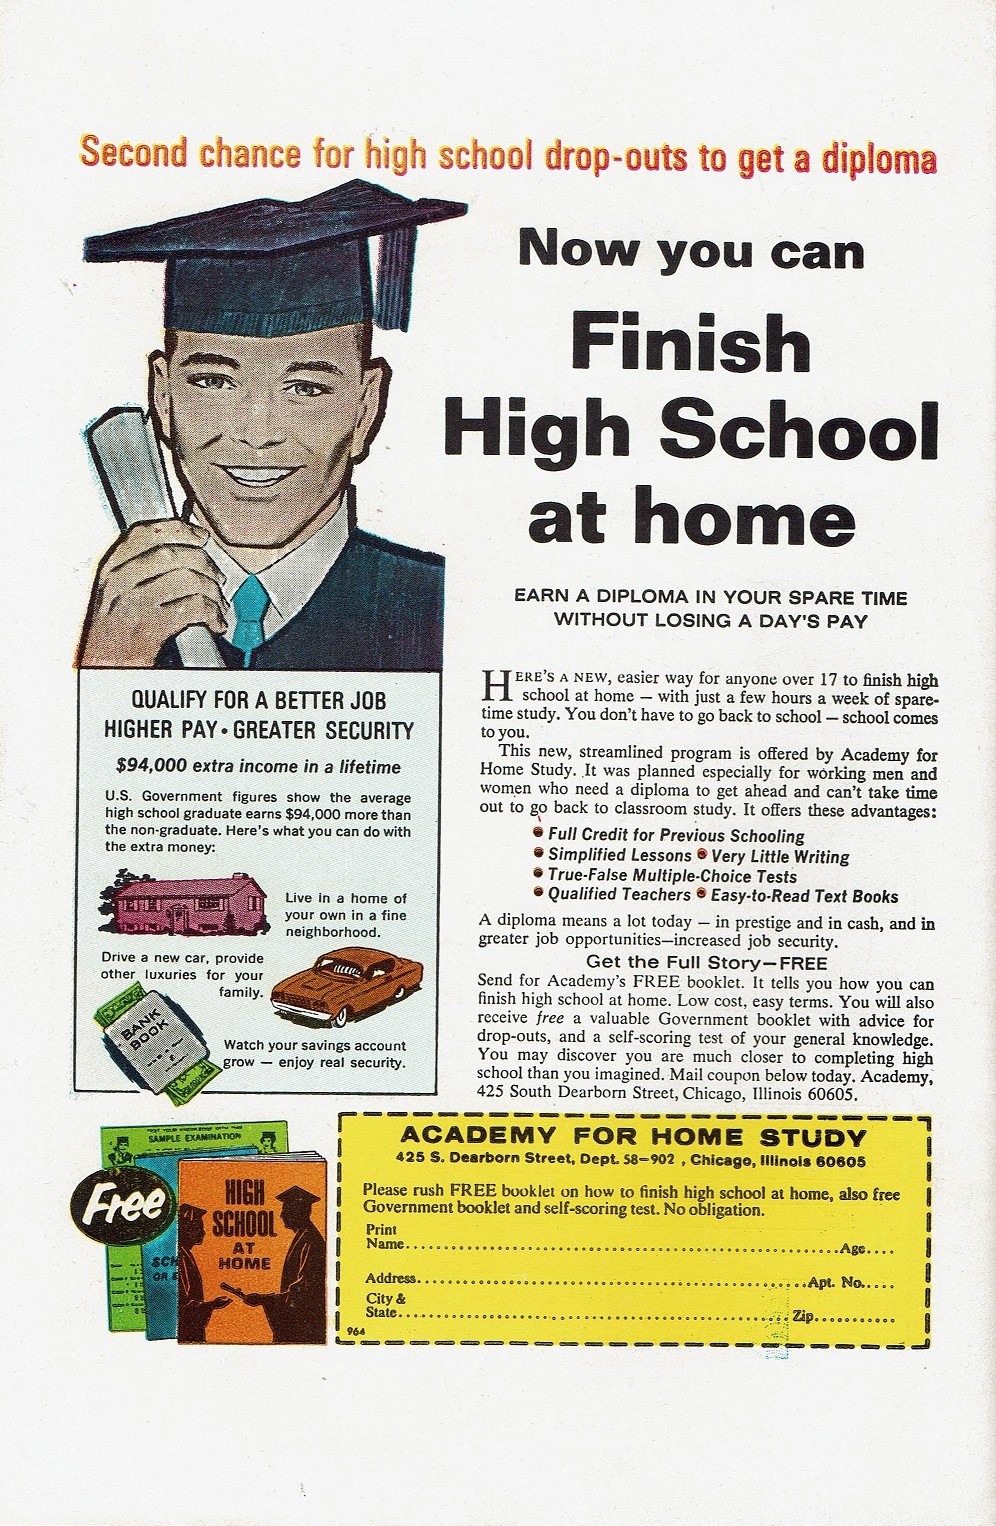 Second chance for high school drop-outs to get a diploma
Now you can
Finish
High School
at home
EARN A DIPLOMA IN YOUR SPARE TIME
WITHOUT LOSING A DAY'S PAY
QUALIFY FOR A BETTER JOB
HIGHER PAY • GREATER SECURITY
$94,000 extra income in a lifetime
U.S. Government figures show the average
high school graduate earns $94,000 more than
the non-graduate. Here's what you can do with
the extra money:
Live in a home of
your own in a fine
neighborhood.
Drive a new car, provide
other luxuries for your
family.
BANK
BOOK
Watch your savings account
grow — enjoy real security.
HERE'S A NEW, easier way for anyone over 17 to finish high
school at home — with just a few hours a week of spare-
time study. You don't have to go back to school — school comes
to you.
This new, streamlined program is offered by Academy for
Home Study. It was planned especially for working men and
women who need a diploma to get ahead and can't take time
out to go back to classroom study. It offers these advantages:
• Full Credit for Previous Schooling
• Simplified Lessons • Very Little Writing
• True-False Multiple-Choice Tests
• Qualified Teachers • Easy-to-Read Text Books
A diploma means a lot today — in prestige and in cash, and in
greater job opportunities—increased job security.
Get the Full Story—FREE
Send for Academy's FREE booklet. It tells you how you can
finish high school at home. Low cost, easy terms. You will also
receive free a valuable Government booklet with advice for
drop-outs, and a self-scoring test of your general knowledge.
You may discover you are much closer to completing high
school than you imagined. Mail coupon below today. Academy,
425 South Dearborn Street, Chicago, Illinois 60605.
SAMPLE EXAMINATION
Free
SCH
OR
HIGH
SCHOOL
AT
HOME
ACADEMY FOR HOME STUDY
425 S. Dearborn Street, Dept. 58-902 , Chicago, Illinois 60605
Please rush FREE booklet on how to finish high school at home, also free
Government booklet and self-scoring test. No obligation.
Print
Name.....Age....
Address.....Apt. No.....
City &
State.....Zip.....
964